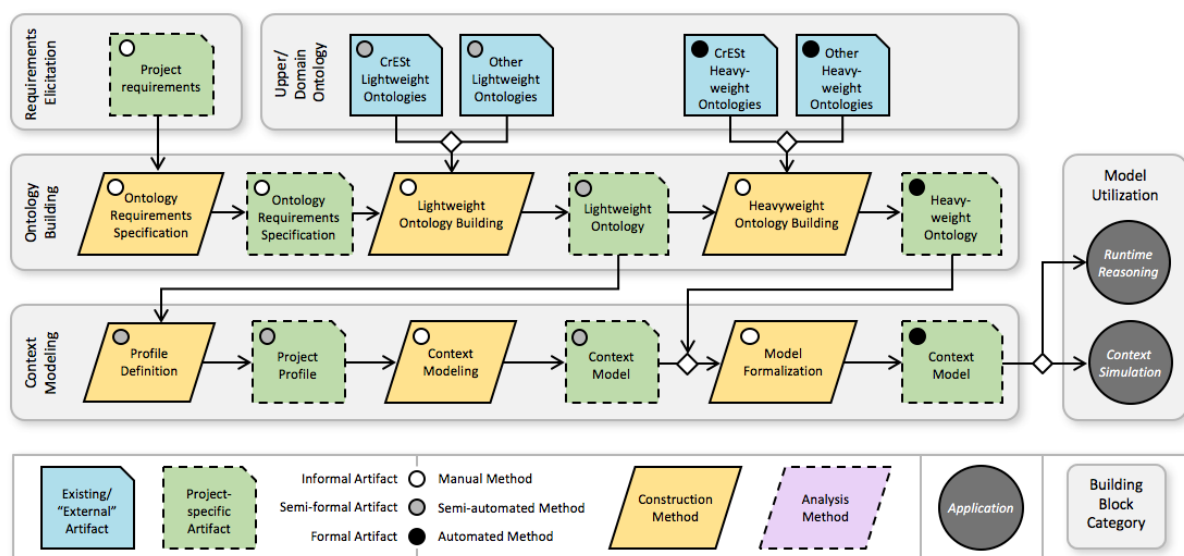 Requirements
Elicitation
Project
requirements
Upper/
Domain
Ontology
CrESt
Lightweight
Ontologies
Other
Lightweight
Ontologies
CrESt
Heavy-
weight
Ontologies
Other
Heavy-
weight
Ontologies
Ontology
Building
Ontology
Requirements
Specification
Ontology
Requirements
Specification
Lightweight
Ontology Building
Lightweight
Ontology
Heavyweight
Ontology Building
Heavy-
weight
Ontology
Model
Utilization
Runtime
Reasoning
Context
Simulation
Context
Modeling
Profile
Definition
Project
Profile
Context
Modeling
Context
Model
Model
Formalization
Context
Model
Existing/
“External”
Artifact
Project-
specific
Artifact
Informal Artifact
Manual Method
Semi-formal Artifact
Semi-automated Method
Formal Artifact
Automated Method
Construction
Method
Analysis
Method
Application
Building
Block
Category